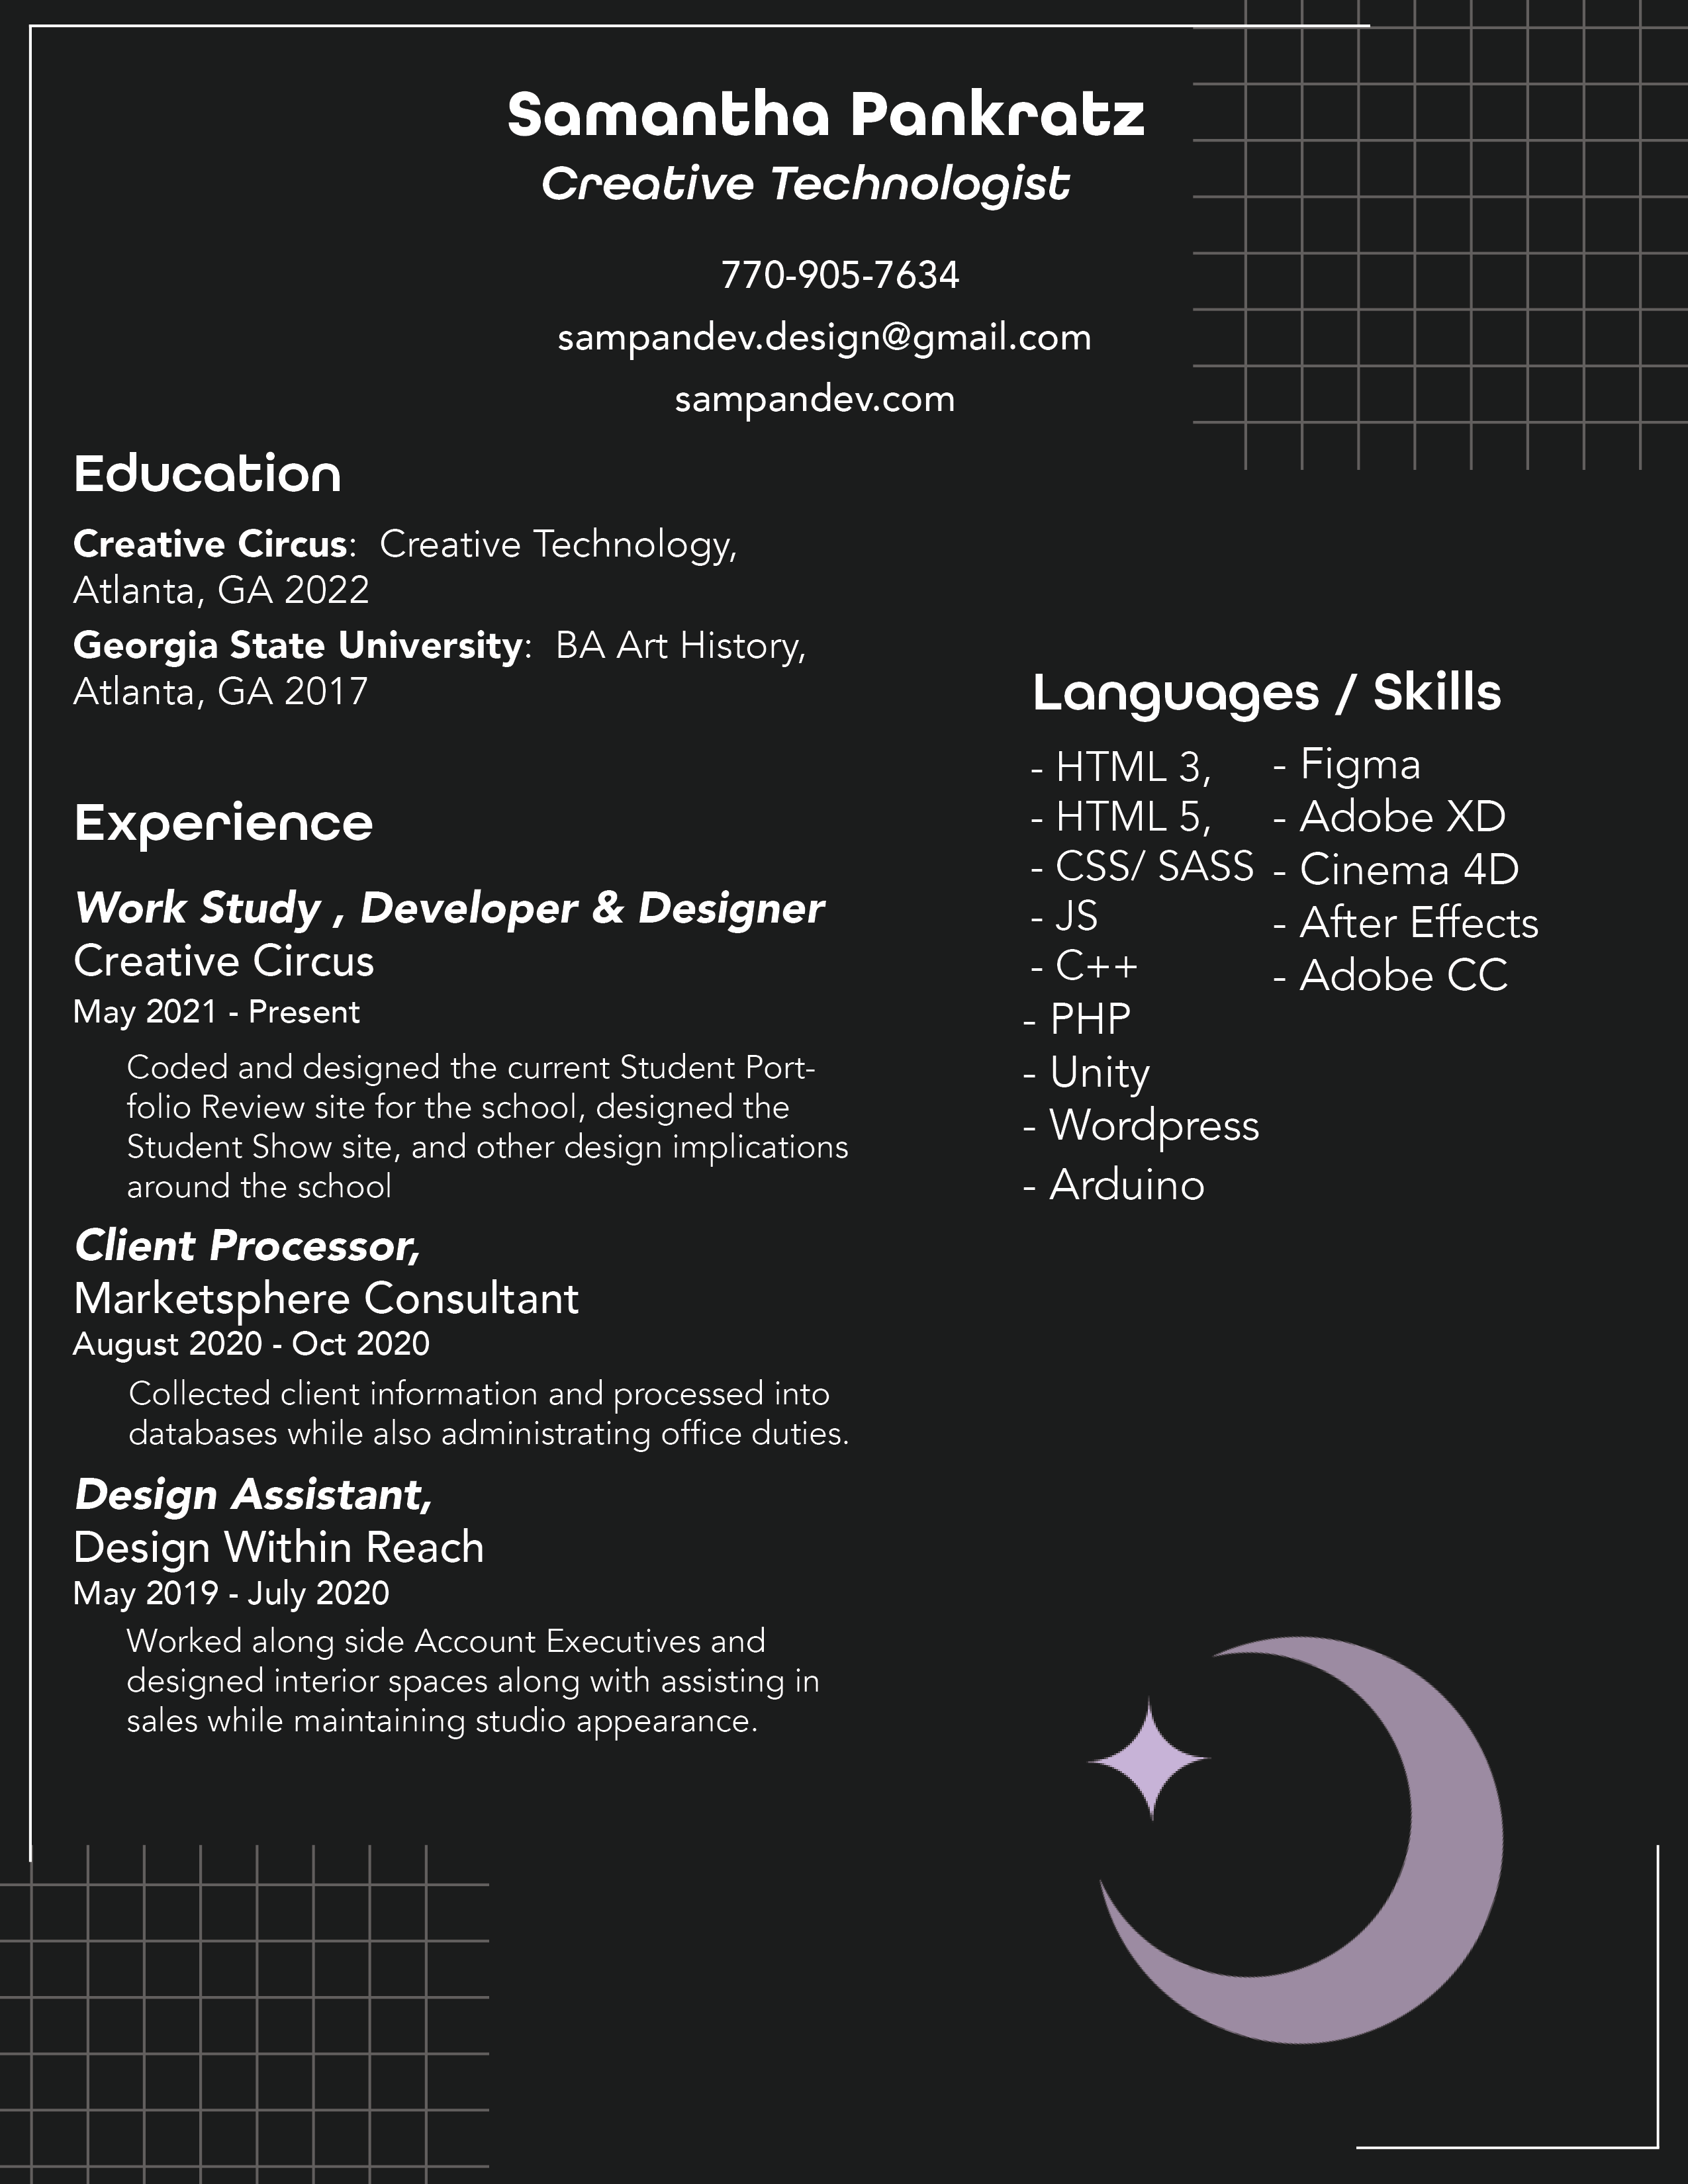 Samantha Pankratz
Creative Technologist
770-905-7634
sampandev.design@gmail.com
sampandev.com
Education
Creative Circus:  Creative Technology,
Atlanta, GA 2022
Georgia State University:  BA Art History,
Atlanta, GA 2017
Experience
Work Study , Developer & Designer
Creative Circus
May 2021 - Present
Coded and designed the current Student Port-
folio Review site for the school, designed the
Student Show site, and other design implications
around the school
Client Processor,
Marketsphere Consultant
August 2020 - Oct 2020
Collected client information and processed into
databases while also administrating office duties.
Design Assistant,
Design Within Reach
May 2019 - July 2020
Worked along side Account Executives and
designed interior spaces along with assisting in
sales while maintaining studio appearance.
Languages / Skills
- HTML 3,
- HTML 5,
- CSS/ SASS
- JS
- C++
- PHP
- Unity
- Wordpress
- Arduino
- Figma
- Adobe XD
- Cinema 4D
- After Effects
- Adobe CC